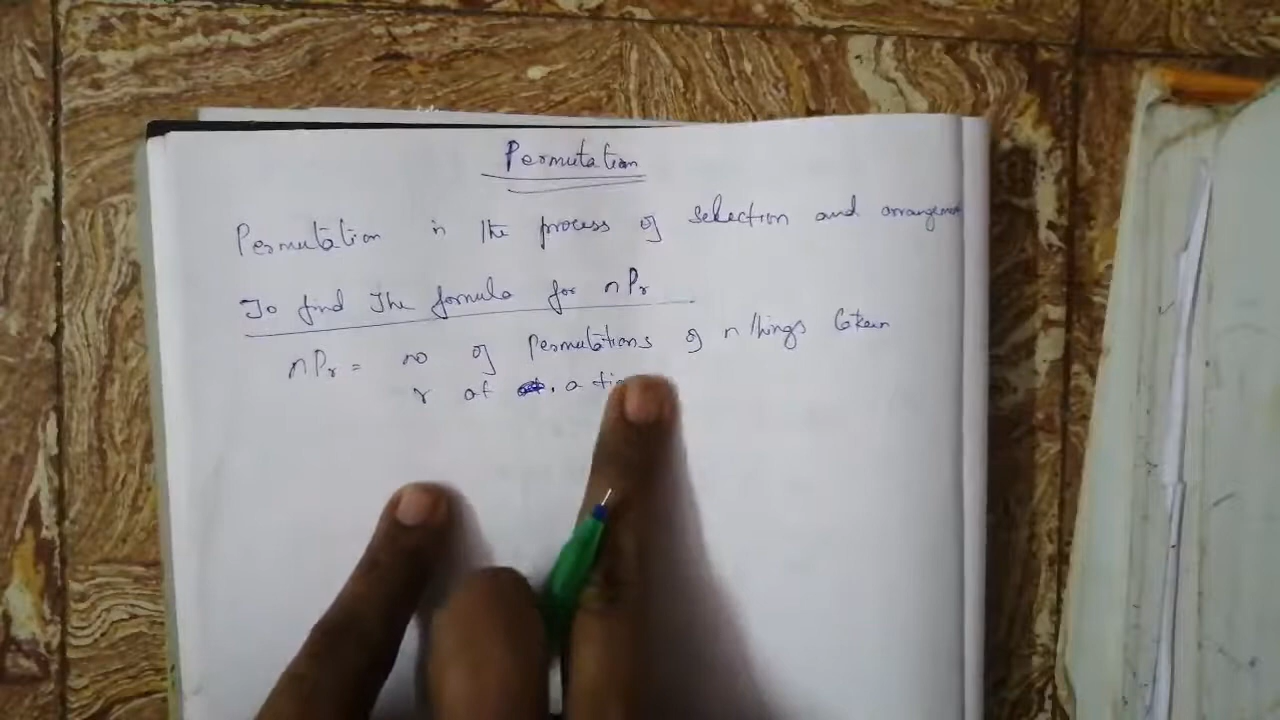 Permutation
Permutation is the process of selection and arrangement
To find The formula for nPr
nPr = no of Permutations of n things taken
r at . a